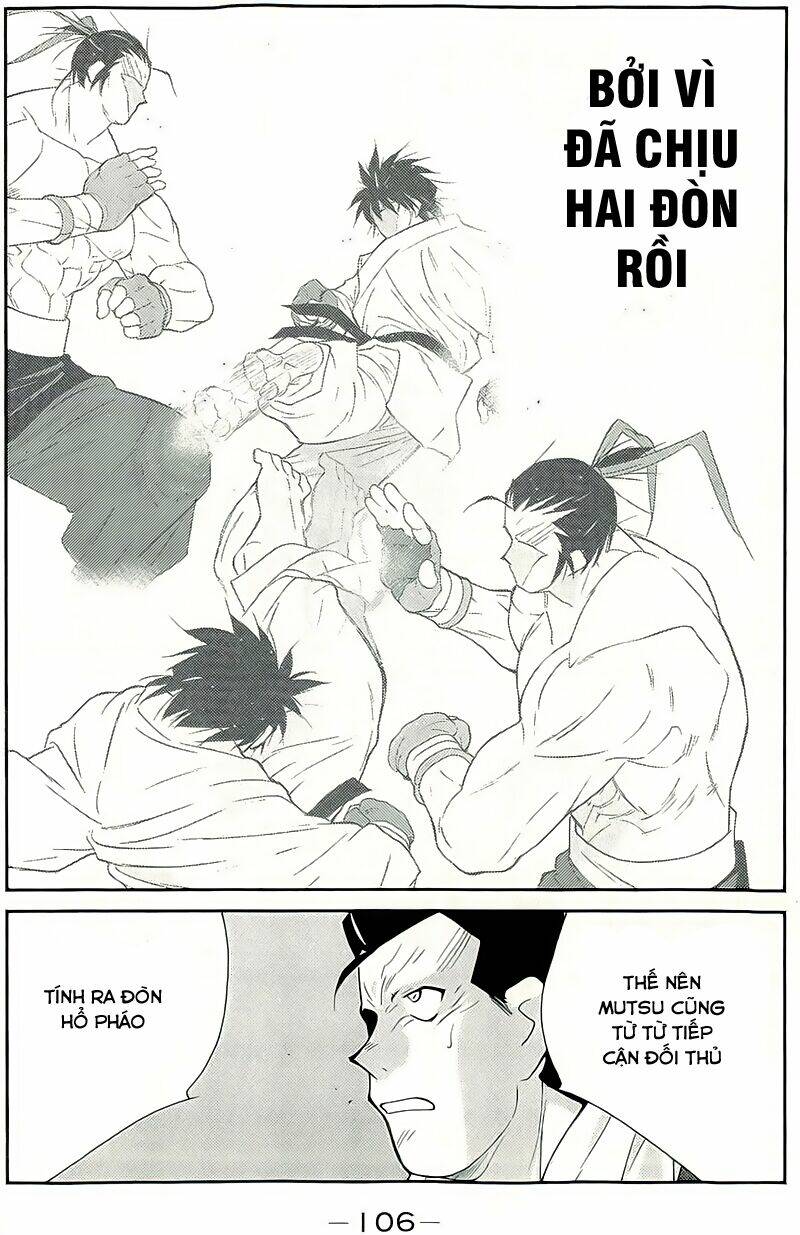 BỞI VÌ
ĐÃ CHỊU
HAI ĐÒN
RỒI
THẾ NÊN
MUTSU CŨNG
TỪ TỪ TIẾP
CẬN ĐỐI THỦ
TÍNH RA ĐÒN
HỔ PHÁO
—106—